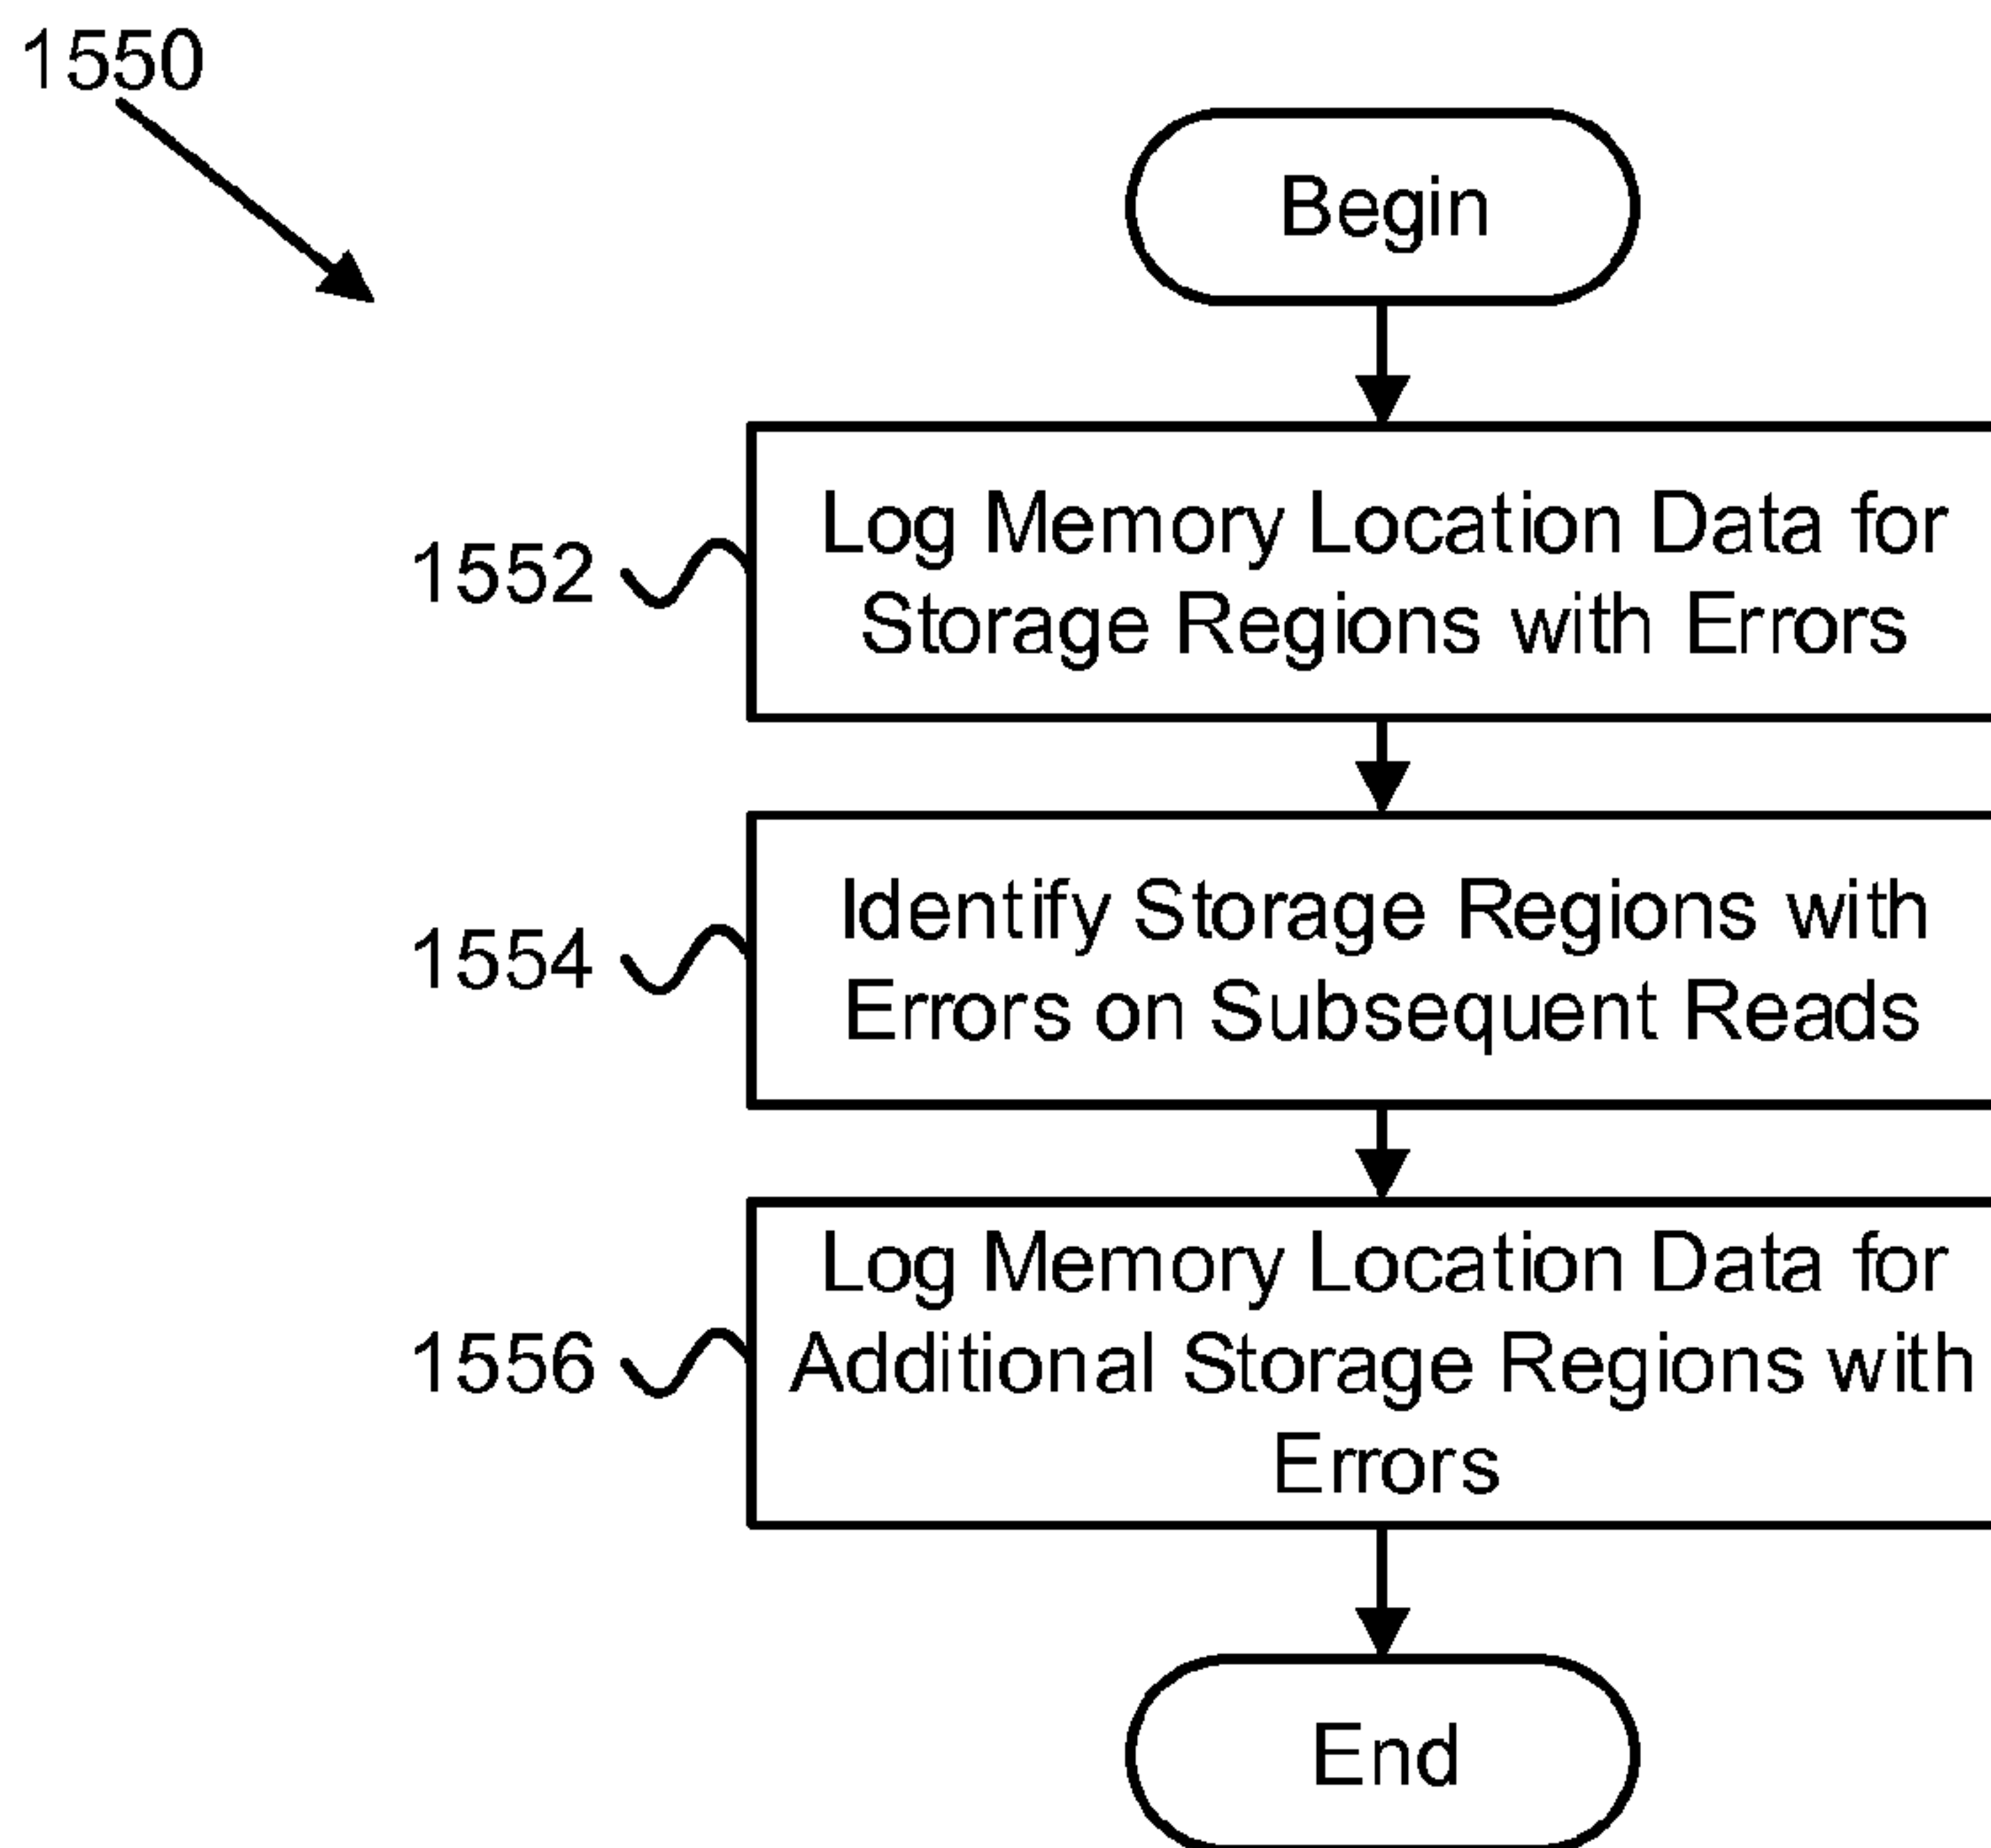 1550
Begin
1552
Log Memory Location Data for
Storage Regions with Errors
1554
Identify Storage Regions with
Errors on Subsequent Reads
1556
Log Memory Location Data for
Additional Storage Regions with
Errors
End